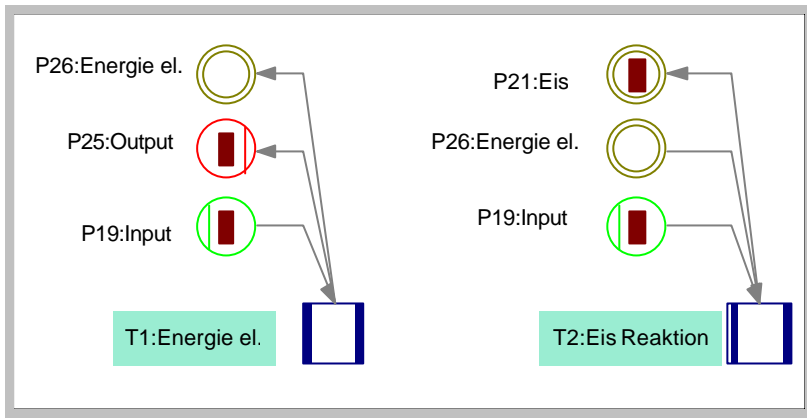 P26:Energie el.
P25:Output
P19:Input
T1:Energie el.
P21:Eis
P26:Energie el.
P19:Input
T2:Eis Reaktion